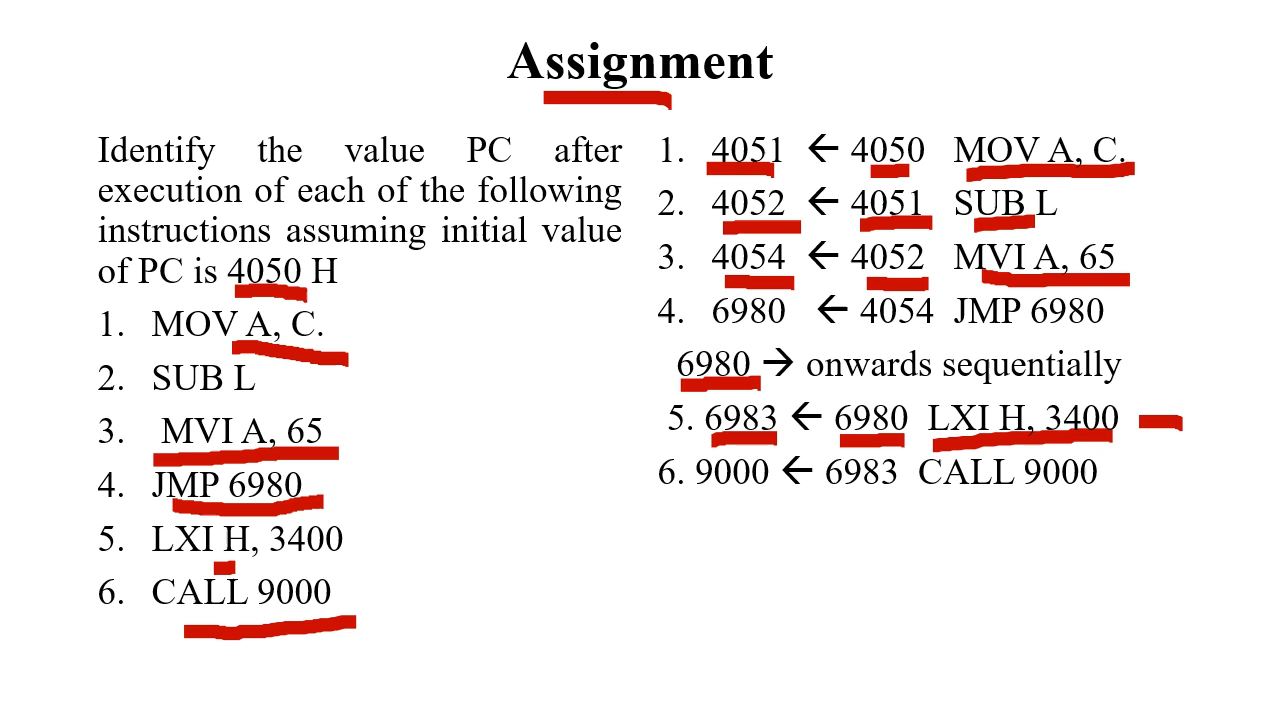 Assignment
Identify the value PC after
execution of each of the following
instructions assuming initial value
of PC is 4050 H
1. MOV A, C.
2. SUB L
3. MVI A, 65
4. JMP 6980
5. LXI H, 3400
6. CALL 9000
1. 4051 ← 4050 MOV A, C.
2. 4052 ← 4051 SUB L
3. 4054 ← 4052 MVI A, 65
4. 6980 ← 4054 JMP 6980
6980 → onwards sequentially
5. 6983 ← 6980 LXI H, 3400
6. 9000 ← 6983 CALL 9000